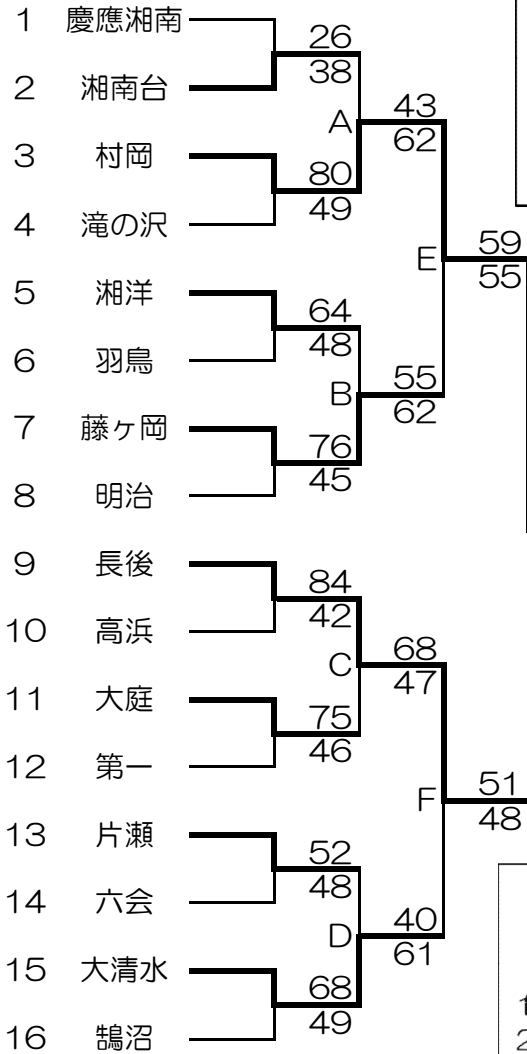 1 慶應湘南
26
38
2 湘南台
A
43
62
3 村岡
80
49
4 滝の沢
E
59
55
5 湘洋
64
48
6 羽鳥
B
55
62
7 藤ヶ岡
76
45
8 明治
9 長後
84
42
10 高浜
C
68
47
11 大庭
75
46
12 第一
F
51
48
13 片瀬
52
48
14 六会
D
40
61
15 大清水
68
49
16 鵠沼
1
2